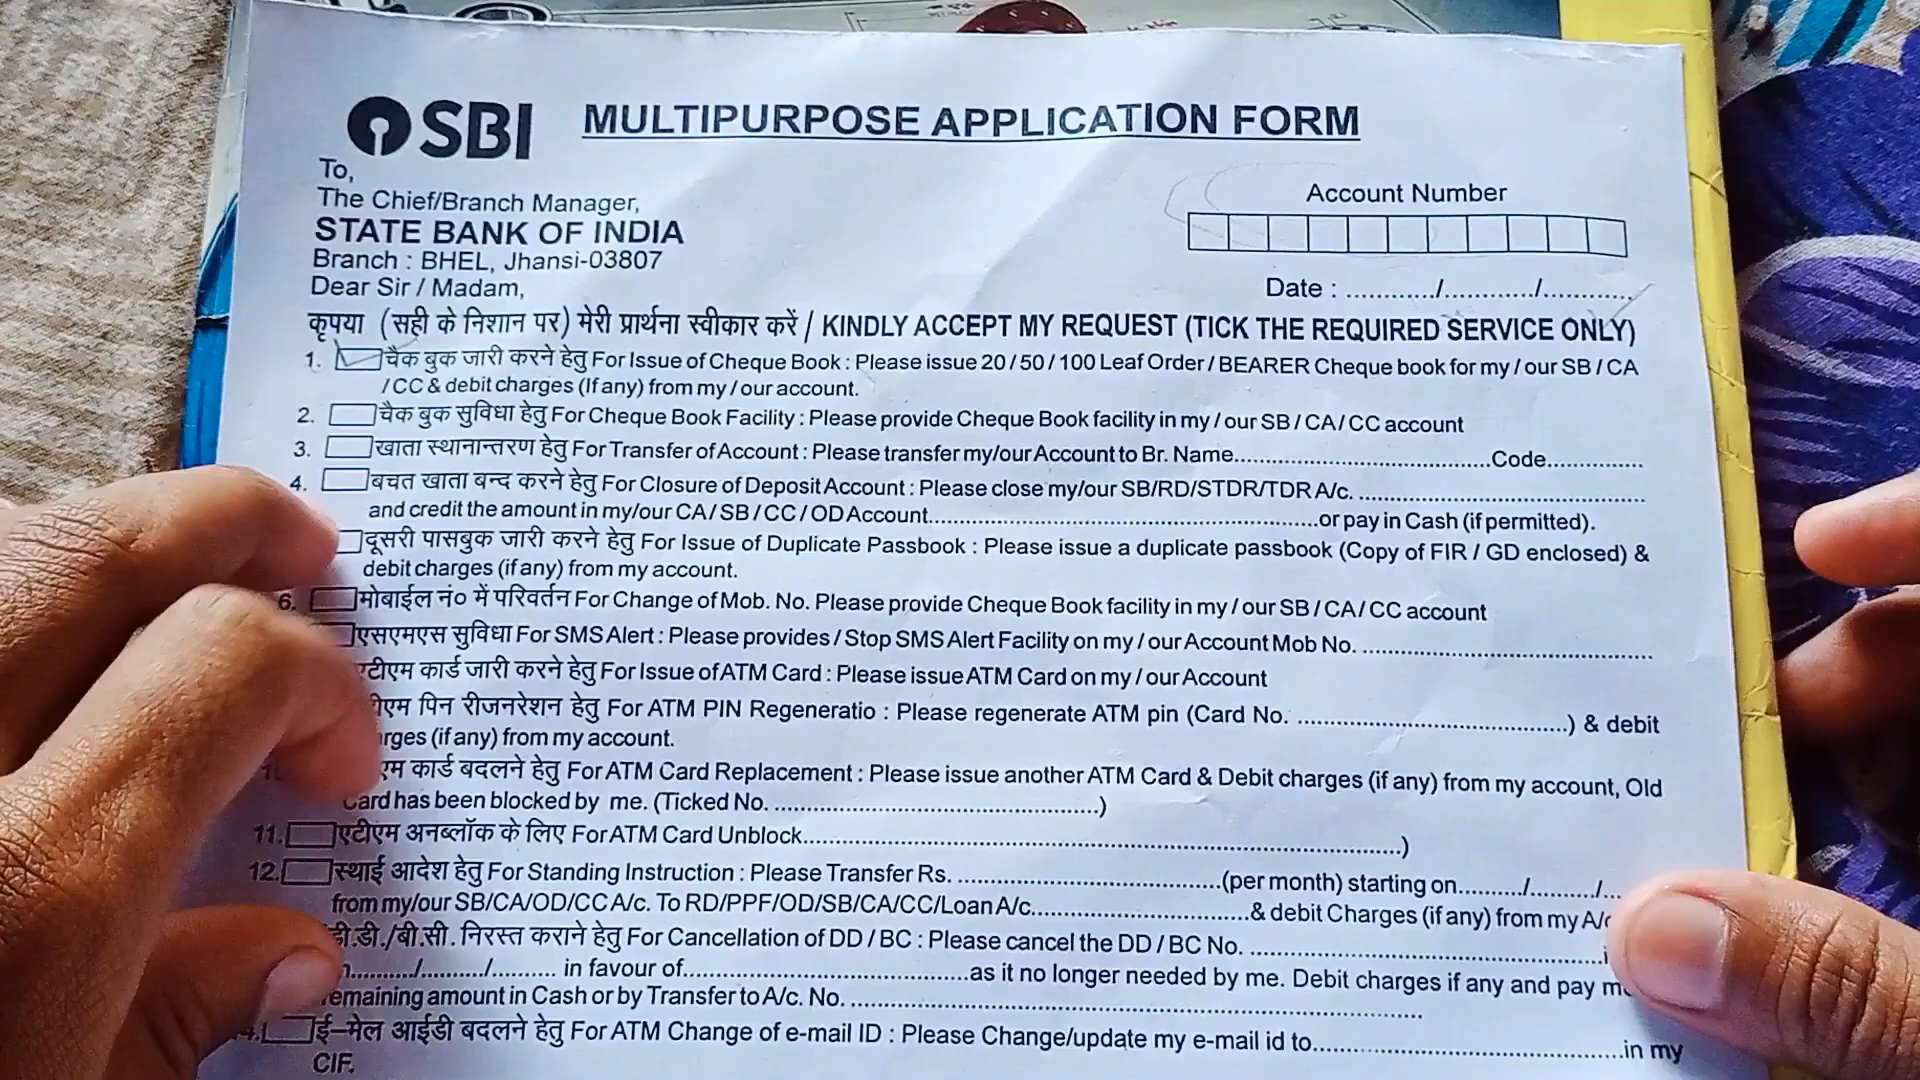 SBI MULTIPURPOSE APPLICATION FORM
To,
The Chief/Branch Manager,
Account Number
STATE BANK OF INDIA
Branch : BHEL, Jhansi-03807
Dear Sir / Madam,
Date : ............/............/............
कृपया (सही के निशान पर) मेरी प्रार्थना स्वीकार करें / KINDLY ACCEPT MY REQUEST (TICK THE REQUIRED SERVICE ONLY)
1. चैक बुक जारी करने हेतु For Issue of Cheque Book : Please issue 20 / 50 / 100 Leaf Order / BEARER Cheque book for my / our SB / CA
/ CC & debit charges (If any) from my / our account.
2. चैक बुक सुविधा हेतु For Cheque Book Facility : Please provide Cheque Book facility in my / our SB / CA / CC account
3. खाता स्थानान्तरण हेतु For Transfer of Account : Please transfer my/our Account to Br. Name........................................Code...............
4. बचत खाता बन्द करने हेतु For Closure of Deposit Account : Please close my/our SB/RD/STDR/TDR A/c. .............................................
and credit the amount in my/our CA / SB / CC / OD Account............................................................or pay in Cash (if permitted).
दूसरी पासबुक जारी करने हेतु For Issue of Duplicate Passbook : Please issue a duplicate passbook (Copy of FIR / GD enclosed) &
debit charges (if any) from my account.
6. मोबाईल नं० में परिवर्तन For Change of Mob. No. Please provide Cheque Book facility in my / our SB / CA / CC account
एसएमएस सुविधा For SMS Alert : Please provides / Stop SMS Alert Facility on my / our Account Mob No. .............................................
कार्ड जारी करने हेतु For Issue of ATM Card : Please issue ATM Card on my / our Account
पिन रीजनरेशन हेतु For ATM PIN Regeneratio : Please regenerate ATM pin (Card No. ..........................................) & debit
(if any) from my account.
कार्ड बदलने हेतु For ATM Card Replacement : Please issue another ATM Card & Debit charges (if any) from my account, Old
Card has been blocked by me. (Ticked No. ..................................................)
11. एटीएम अनब्लॉक के लिए For ATM Card Unblock..........................................................................................)
12. स्थाई आदेश हेतु For Standing Instruction : Please Transfer Rs. ........................................(per month) starting on........./........./...
from my/our SB/CA/OD/CC A/c. To RD/PPF/OD/SB/CA/CC/Loan A/c..................................& debit Charges (if any) from my A/c
डी.डी./बी.सी. निरस्त कराने हेतु For Cancellation of DD / BC : Please cancel the DD / BC No. ......................................................
........../........./.......... in favour of.............................................as it no longer needed by me. Debit charges if any and pay
remaining amount in Cash or by Transfer to A/c. No. ..........................................................................................
ई–मेल आईडी बदलने हेतु For ATM Change of e-mail ID : Please Change/update my e-mail id to................................................in my
CIF.